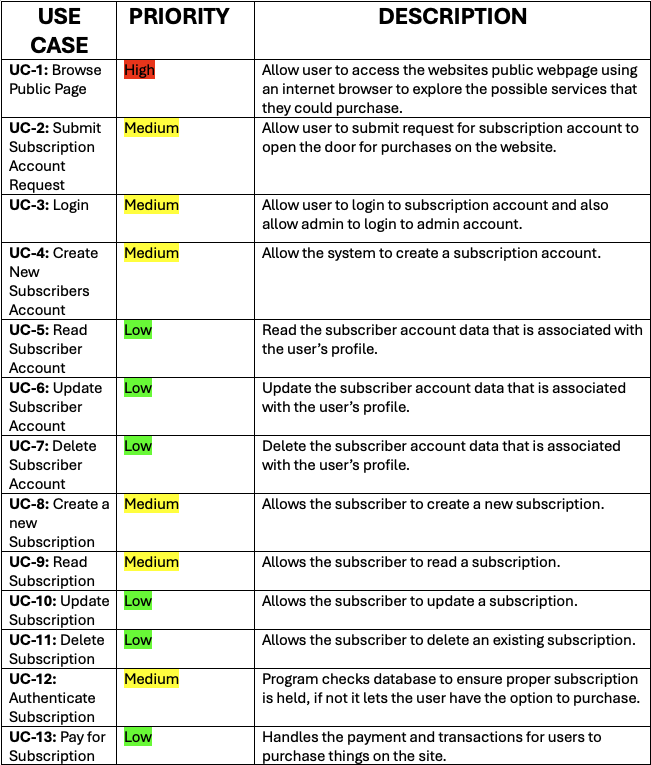 USE CASE PRIORITY DESCRIPTION
UC-1: Browse Public Page High Allow user to access the websites public webpage using an internet browser to explore the possible services that they could purchase.
UC-2: Submit Subscription Account Request Medium Allow user to submit request for subscription account to open the door for purchases on the website.
UC-3: Login Medium Allow user to login to subscription account and also allow admin to login to admin account.
UC-4: Create New Subscribers Account Medium Allow the system to create a subscription account.
UC-5: Read Subscriber Account Low Read the subscriber account data that is associated with the user’s profile.
UC-6: Update Subscriber Account Low Update the subscriber account data that is associated with the user’s profile.
UC-7: Delete Subscriber Account Low Delete the subscriber account data that is associated with the user’s profile.
UC-8: Create a new Subscription Medium Allows the subscriber to create a new subscription.
UC-9: Read Subscription Medium Allows the subscriber to read a subscription.
UC-10: Update Subscription Low Allows the subscriber to update a subscription.
UC-11: Delete Subscription Low Allows the subscriber to delete an existing subscription.
UC-12: Authenticate Subscription Medium Program checks database to ensure proper subscription is held, if not it lets the user have the option to purchase.
UC-13: Pay for Subscription Low Handles the payment and transactions for users to purchase things on the site.